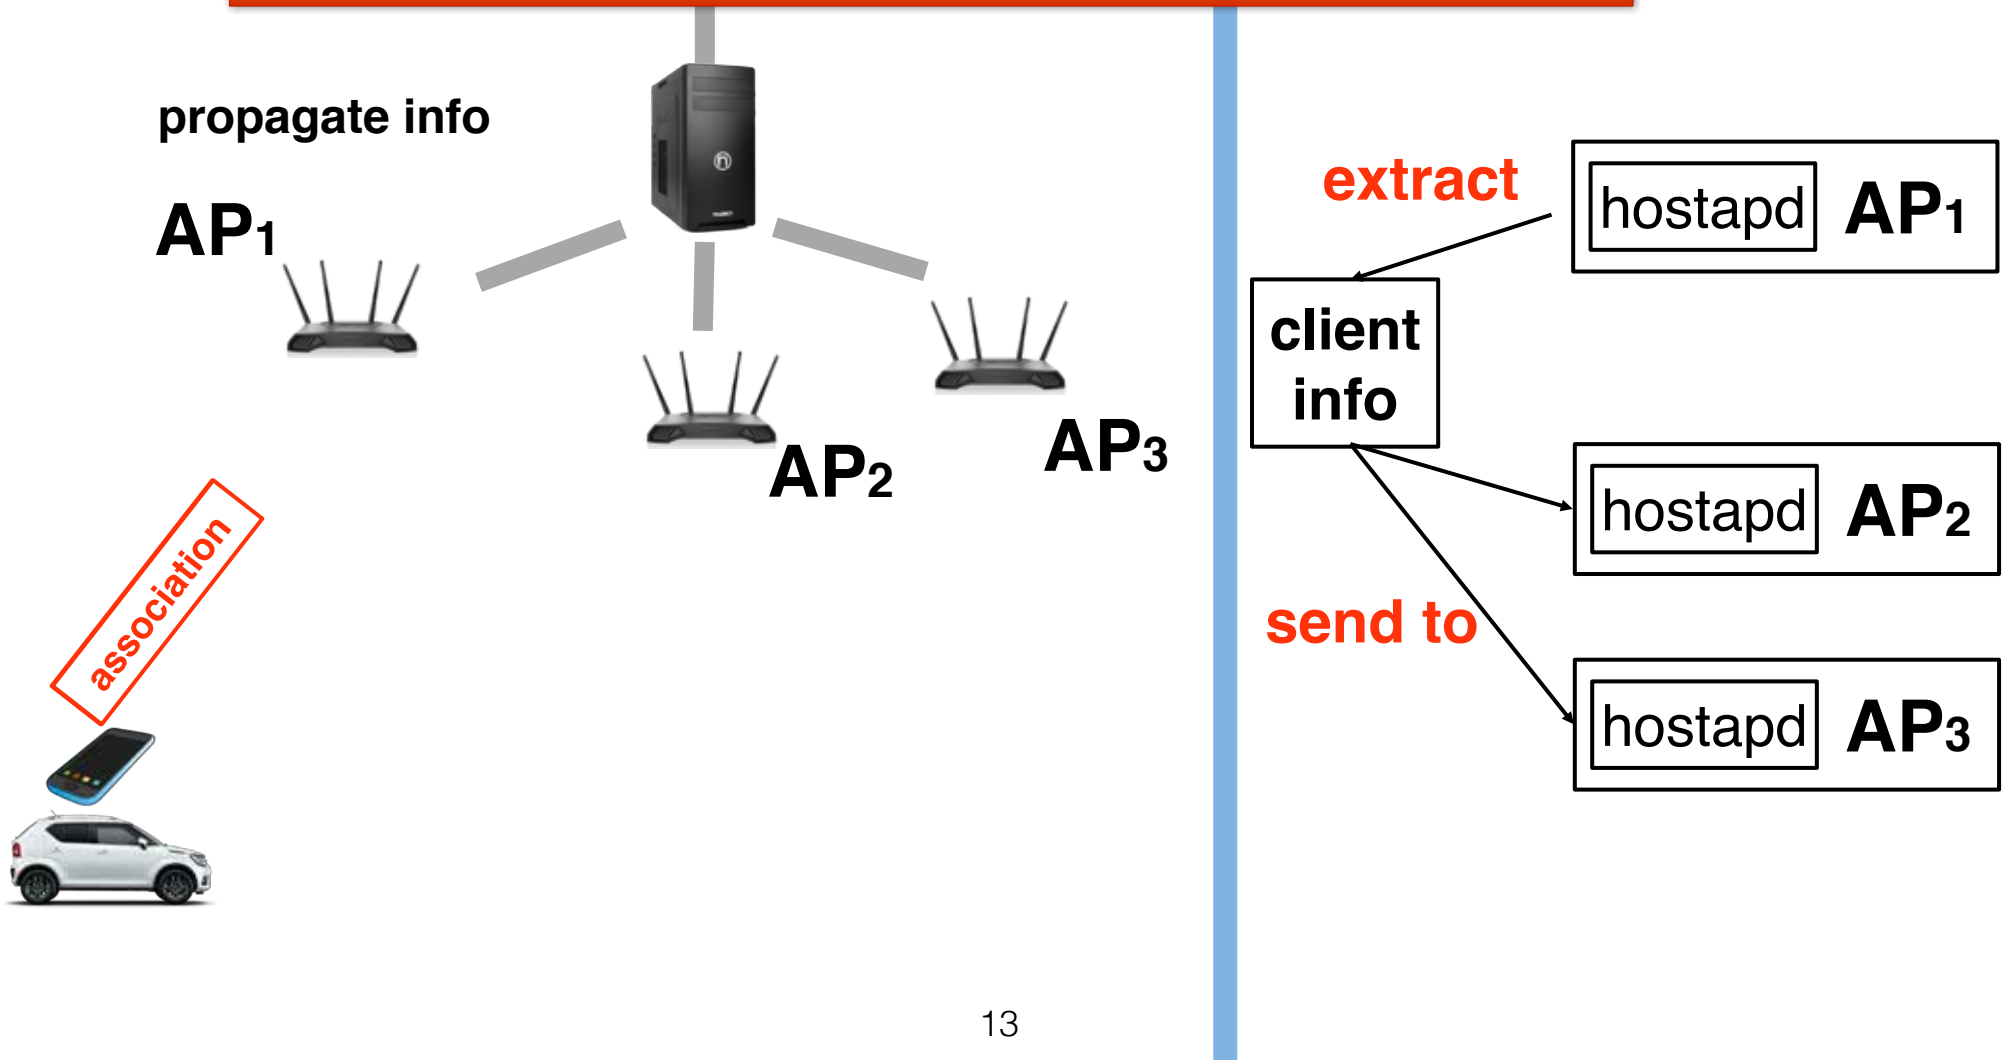 propagate info
AP1
AP2
AP3
association
extract
hostapd AP1
client
info
hostapd AP2
send to
hostapd AP3
13